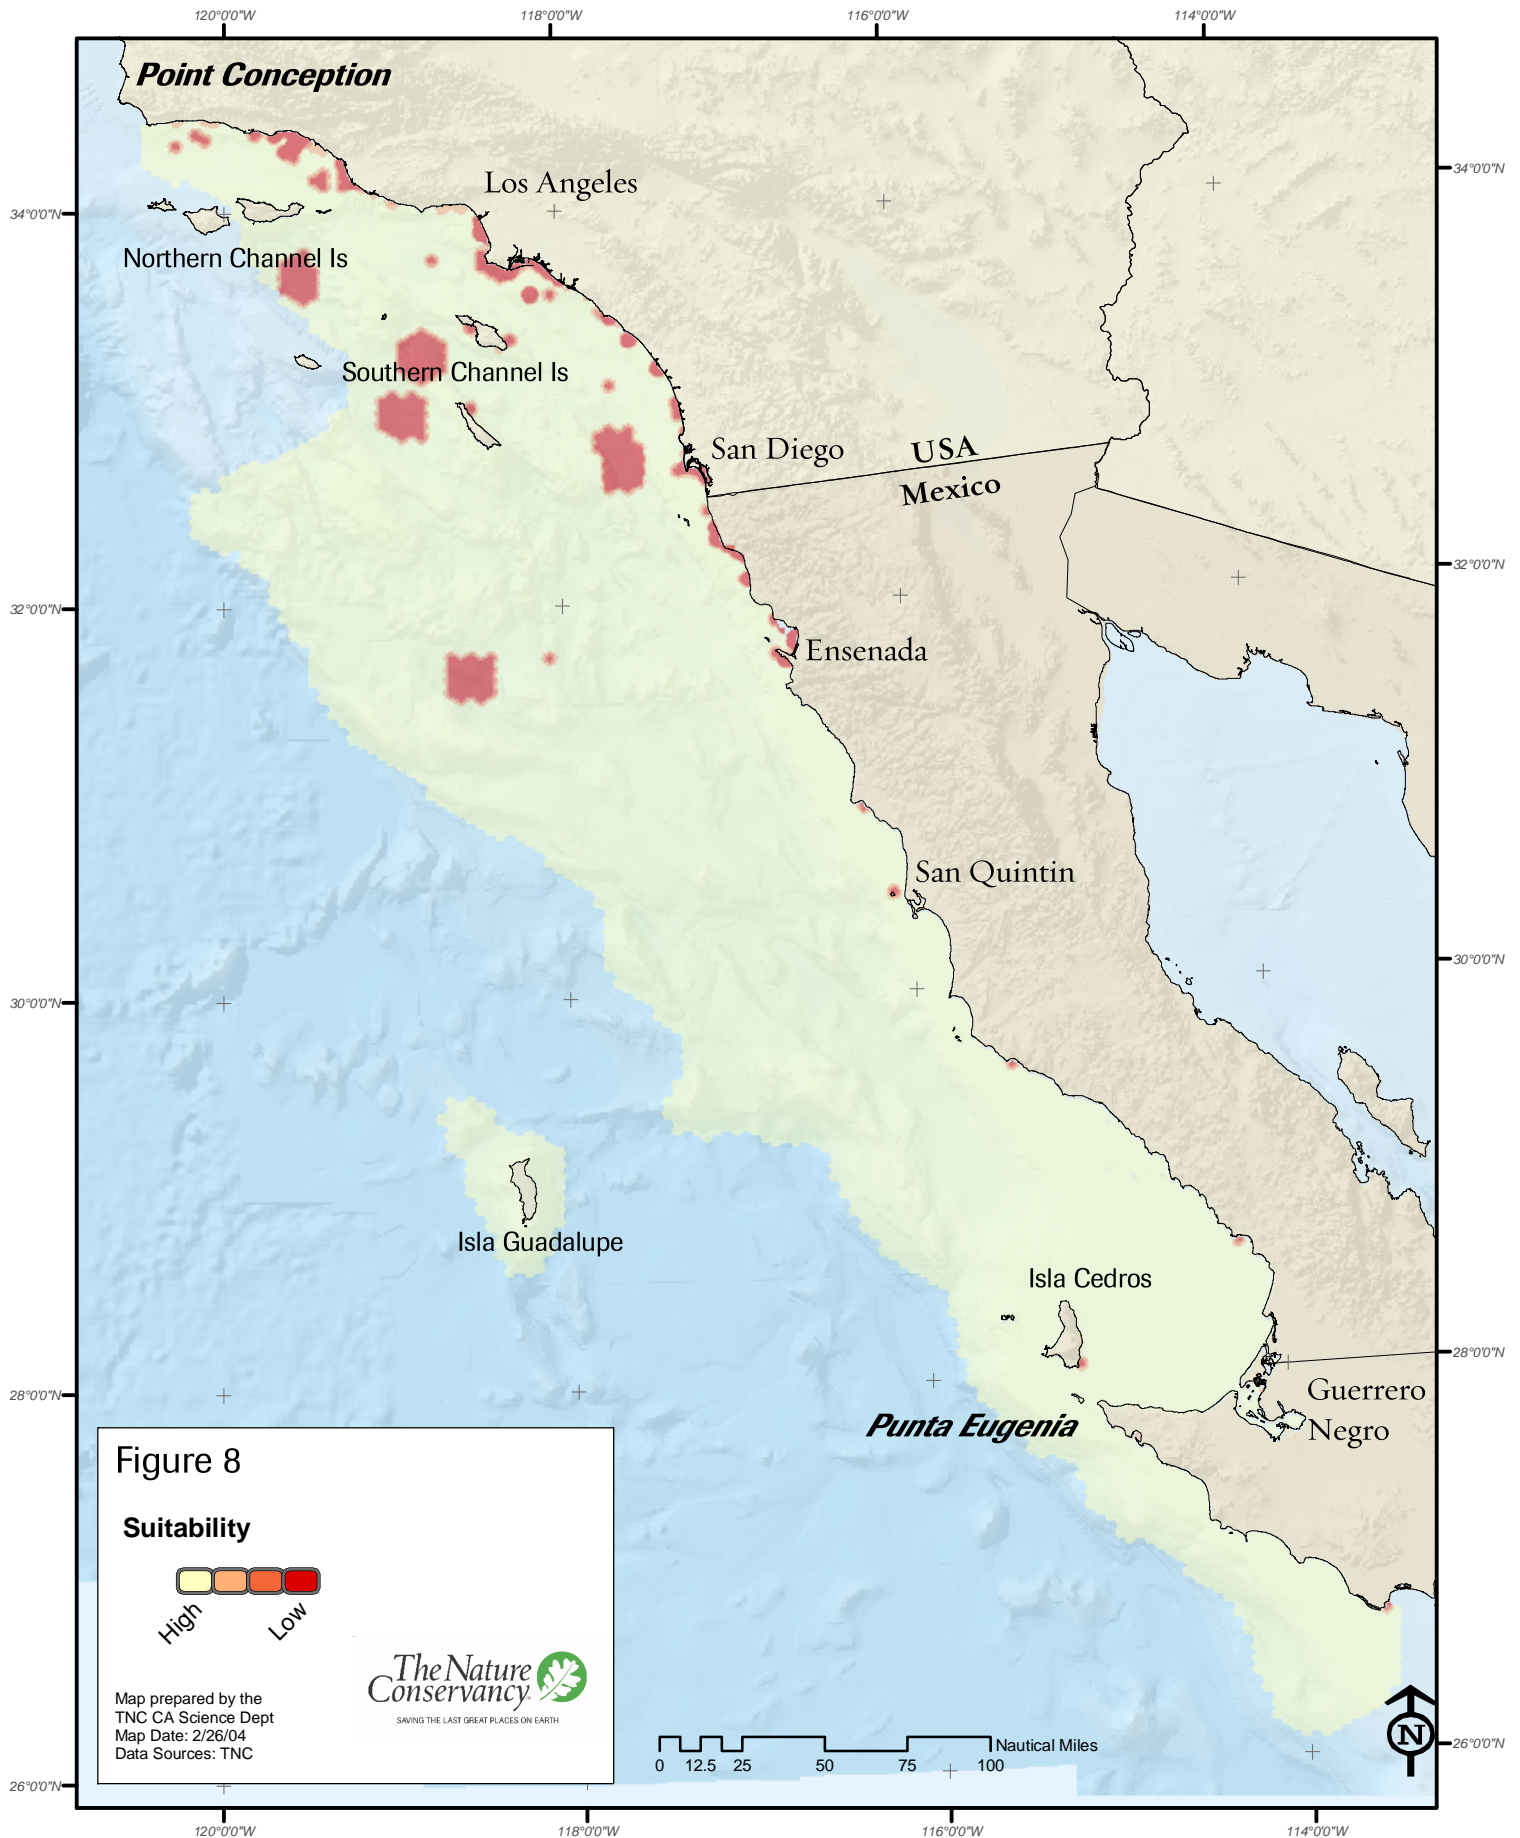 120°0'0"W
118°0'0"W
116°0'0"W
114°0'0"W
Point Conception
34°0'0"N
Los Angeles
34°0'0"N
Northern Channel Is
Southern Channel Is
San Diego
USA
Mexico
32°0'0"N
32°0'0"N
Ensenada
San Quintin
30°0'0"N
30°0'0"N
Isla Guadalupe
Isla Cedros
28°0'0"N
28°0'0"N
Guerrero
Negro
Punta Eugenia
Figure 8
Suitability
High
Low
The Nature
Conservancy
SAVING THE LAST GREAT PLACES ON EARTH
Map prepared by the
TNC CA Science Dept
Map Date: 2/26/04
Data Sources: TNC
Nautical Miles
0
12.5
25
50
75
100
N
26°0'0"N
26°0'0"N
120°0'0"W
118°0'0"W
116°0'0"W
114°0'0"W